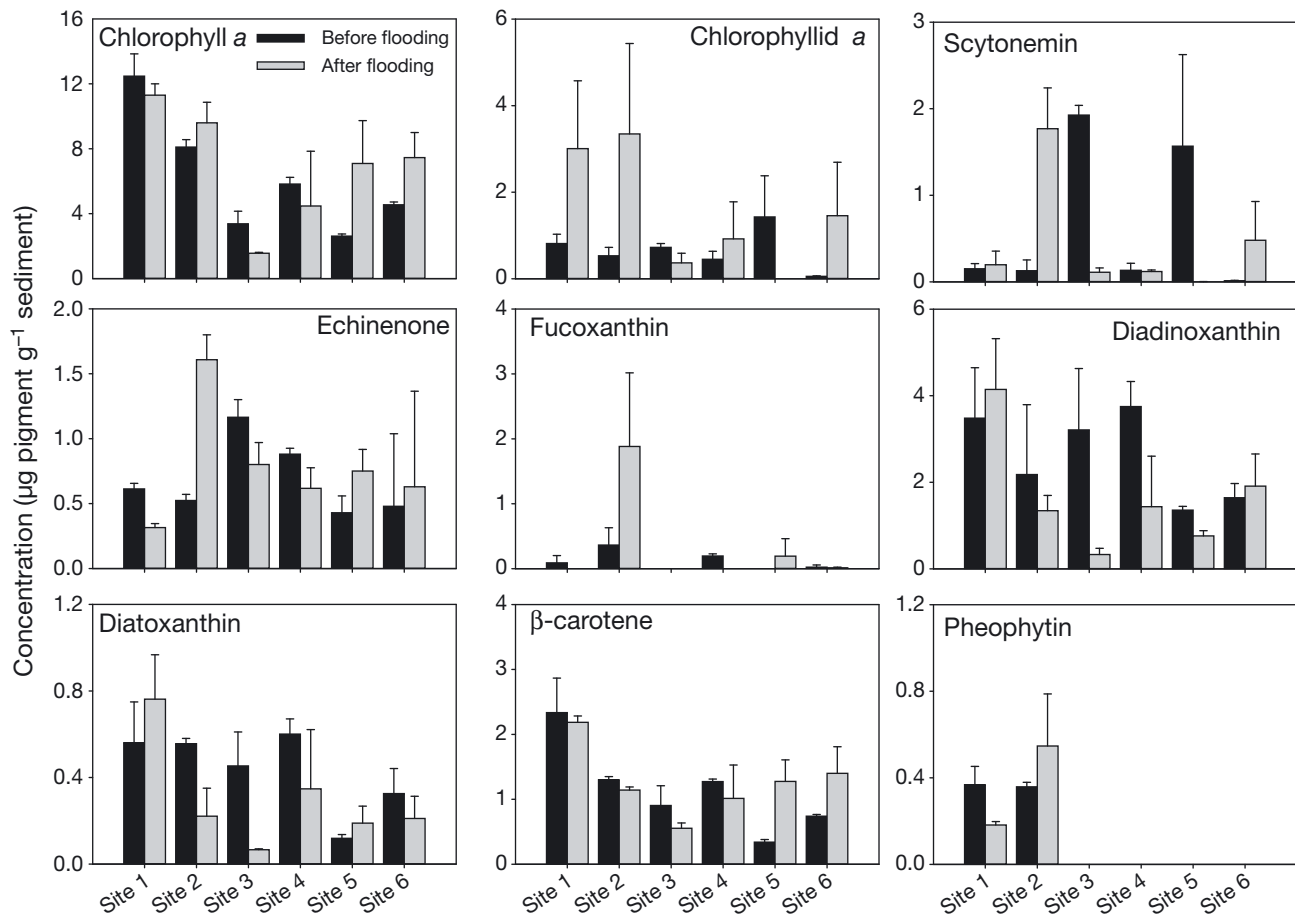 Concentration (µg pigment g⁻¹ sediment)
Chlorophyll a
Before flooding
After flooding
16
12
8
4
0
Chlorophyllid a
6
4
2
0
Scytonemin
3
2
1
0
Echinenone
2.0
1.5
1.0
0.5
0.0
Fucoxanthin
4
3
2
1
0
Diadinoxanthin
6
4
2
0
Diatoxanthin
1.2
0.8
0.4
0.0
Site 1 Site 2 Site 3 Site 4 Site 5 Site 6
β-carotene
4
3
2
1
0
Site 1 Site 2 Site 3 Site 4 Site 5 Site 6
Pheophytin
1.2
0.8
0.4
0.0
Site 1 Site 2 Site 3 Site 4 Site 5 Site 6